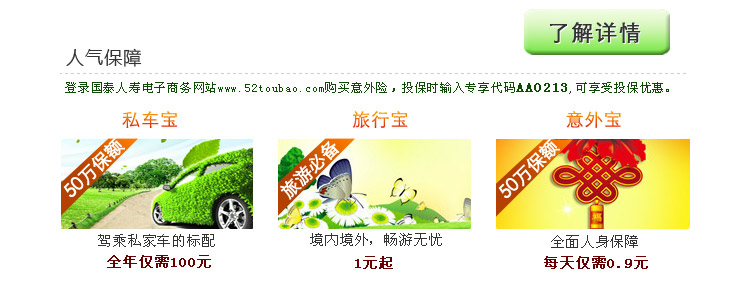 了解详情
人气保障
登录国泰人寿电子商务网站www.52toubao.com购买意外险，投保时输入专享代码AA0213,可享受投保优惠。
私车宝 旅行宝 意外宝
50万保额 旅游必备 50万保额
驾乘私家车的标配 境内境外，畅游无忧 全面人身保障
全年仅需100元 1元起 每天仅需0.9元